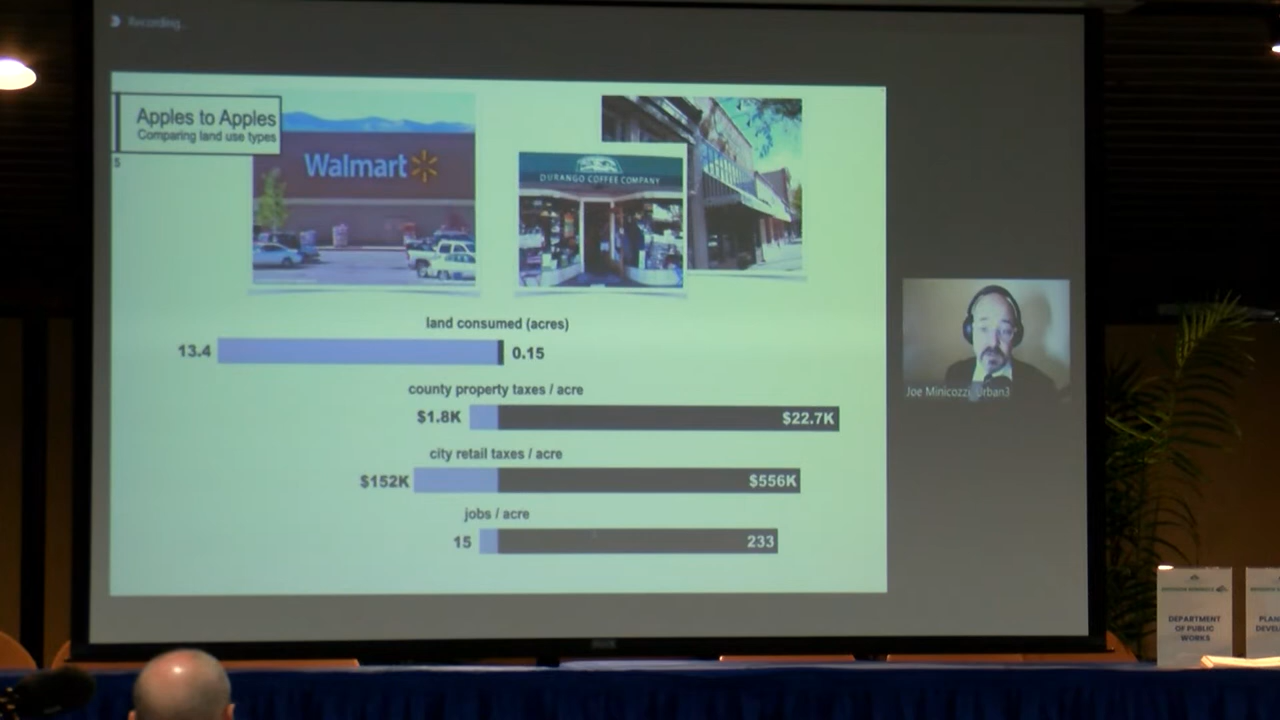 Recording...
Apples to Apples
Comparing land use types
5
Walmart
DURANGO COFFEE COMPANY
land consumed (acres)
13.4
0.15
county property taxes / acre
$1.8K
$22.7K
city retail taxes / acre
$152K
$556K
jobs / acre
15
233
Joe Minicozzi Urban3
DEPARTMENT
OF PUBLIC
WORKS